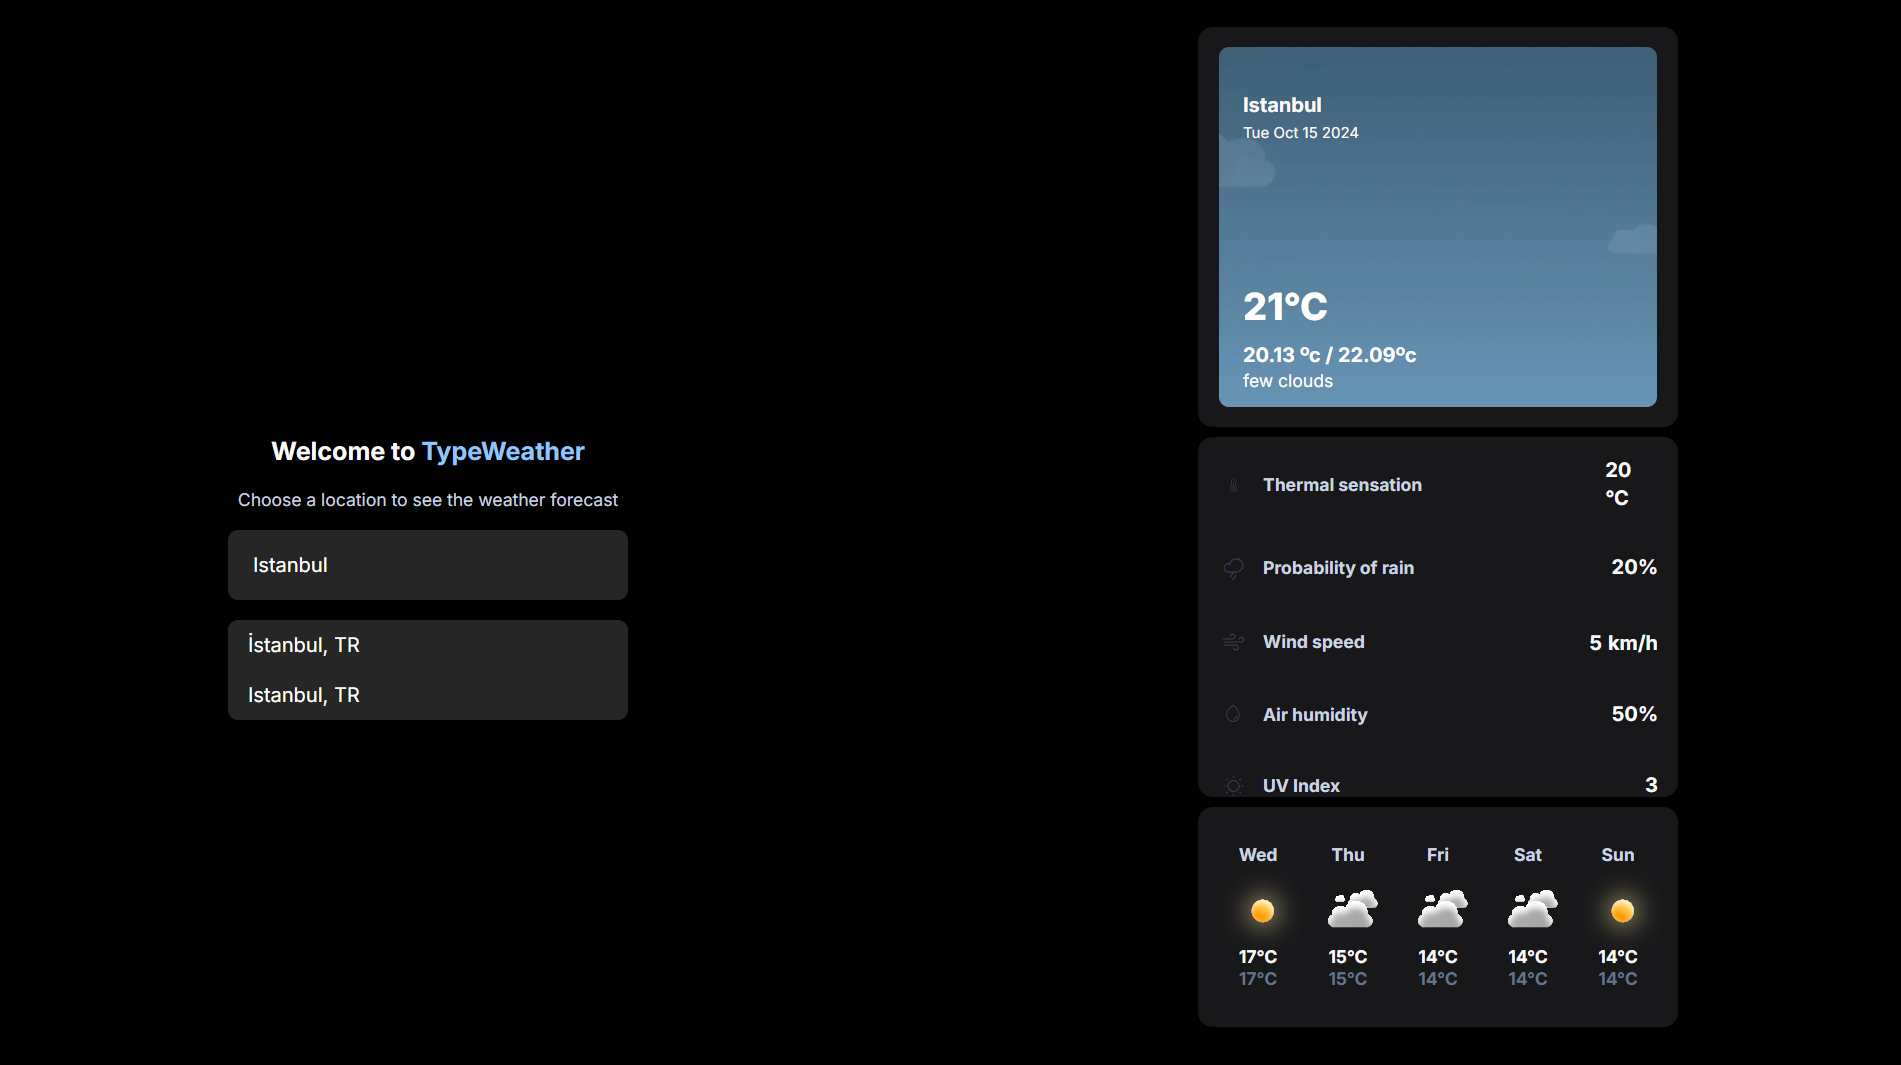 Welcome to TypeWeather
Choose a location to see the weather forecast
Istanbul
İstanbul, TR
Istanbul, TR
Istanbul
Tue Oct 15 2024
21°C
20.13 ºc / 22.09ºc
few clouds
Thermal sensation 20 °C
Probability of rain 20%
Wind speed 5 km/h
Air humidity 50%
UV Index 3
Wed Thu Fri Sat Sun
17°C 15°C 14°C 14°C 14°C
17°C 15°C 14°C 14°C 14°C